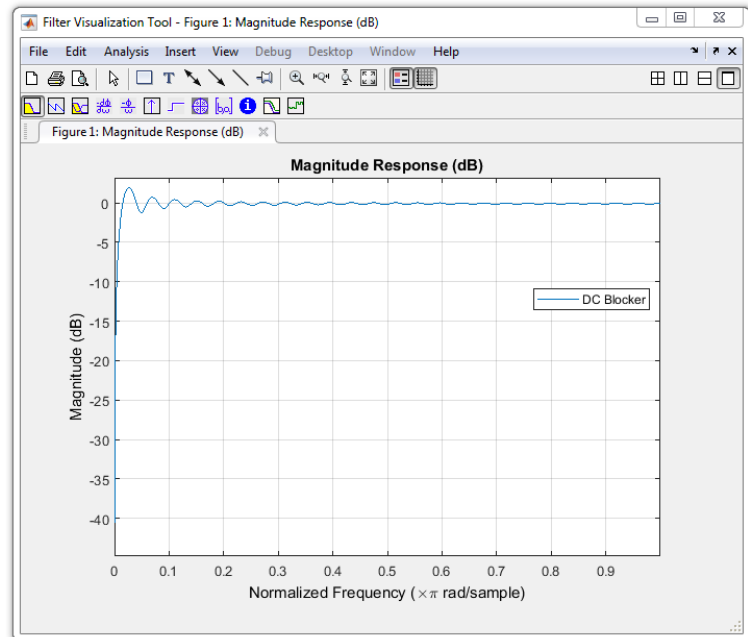 Filter Visualization Tool - Figure 1: Magnitude Response (dB)
File Edit Analysis Insert View Debug Desktop Window Help
Figure 1: Magnitude Response (dB)
Magnitude Response (dB)
0
-5
-10
-15
-20
-25
-30
-35
-40
Magnitude (dB)
DC Blocker
0 0.1 0.2 0.3 0.4 0.5 0.6 0.7 0.8 0.9
Normalized Frequency (×π rad/sample)